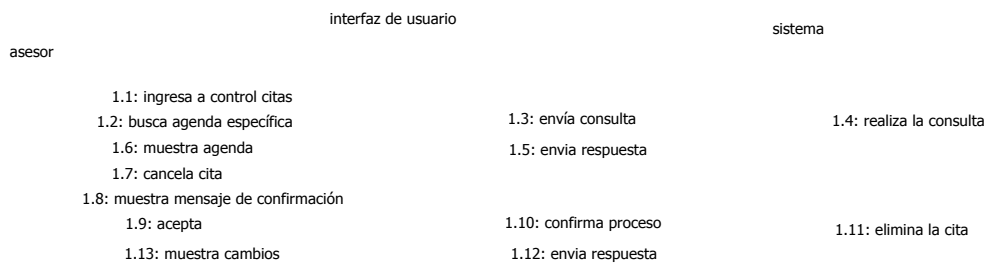 interfaz de usuario
sistema
asesor
1.1: ingresa a control citas
1.2: busca agenda específica
1.3: envía consulta
1.4: realiza la consulta
1.6: muestra agenda
1.5: envia respuesta
1.7: cancela cita
1.8: muestra mensaje de confirmación
1.9: acepta
1.10: confirma proceso
1.11: elimina la cita
1.13: muestra cambios
1.12: envia respuesta